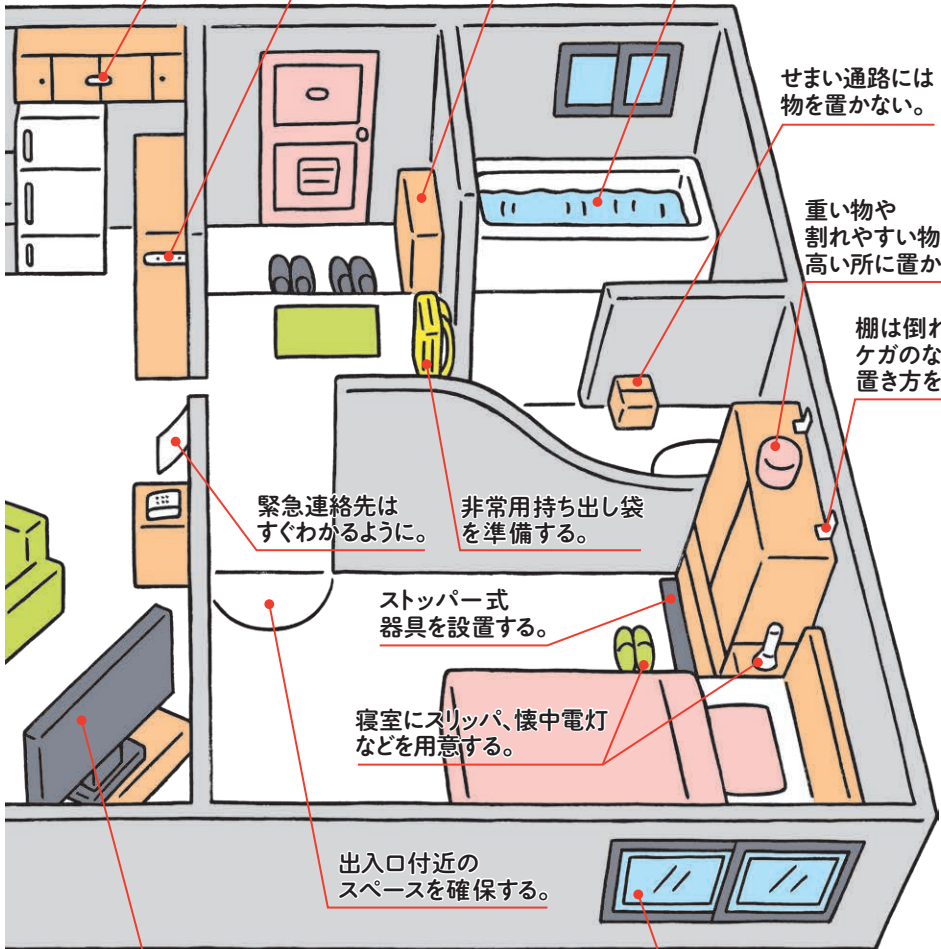 せまい通路には
物を置かない。
重い物や
割れやすい物
高い所に置か
棚は倒れ
ケガのな
置き方を
緊急連絡先は
すぐわかるように。
非常用持ち出し袋
を準備する。
ストッパー式
器具を設置する。
寝室にスリッパ、懐中電灯
などを用意する。
出入口付近の
スペースを確保する。